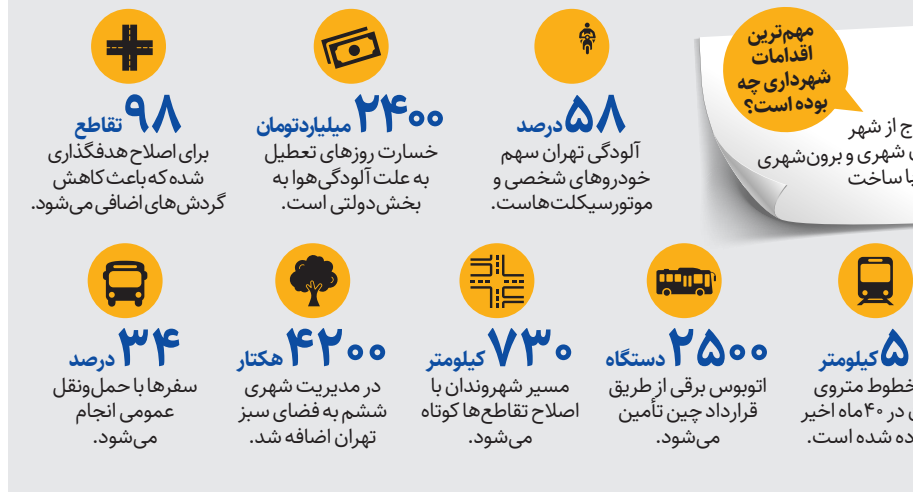 مهم‌ترین
اقدامات
شهرداری چه
بوده است؟
از شهر
شهری و برون‌شهری
با ساخت
۵۸ درصد
آلودگی تهران سهم
خودروهای شخصی و
موتورسیکلت‌هاست.
۲۴۰۰ میلیاردتومان
خسارت روزهای تعطیل
به علت آلودگی‌هوا به
بخش‌دولتی است.
۹۸ تقاطع
برای اصلاح هدفگذاری
شده که باعث کاهش
گردش‌های اضافی می‌شود.
کیلومتر
خطوط متروی
در ۴۰ماه اخیر
شده است.
۲۵۰۰ دستگاه
اتوبوس برقی از طریق
قرارداد چین تأمین
می‌شود.
۷۳۰ کیلومتر
مسیر شهروندان با
اصلاح تقاطع‌ها کوتاه
می‌شود.
۴۲۰۰ هکتار
در مدیریت شهری
ششم به فضای سبز
تهران اضافه شد.
۳۴ درصد
سفرها با حمل‌ونقل
عمومی انجام
می‌شود.